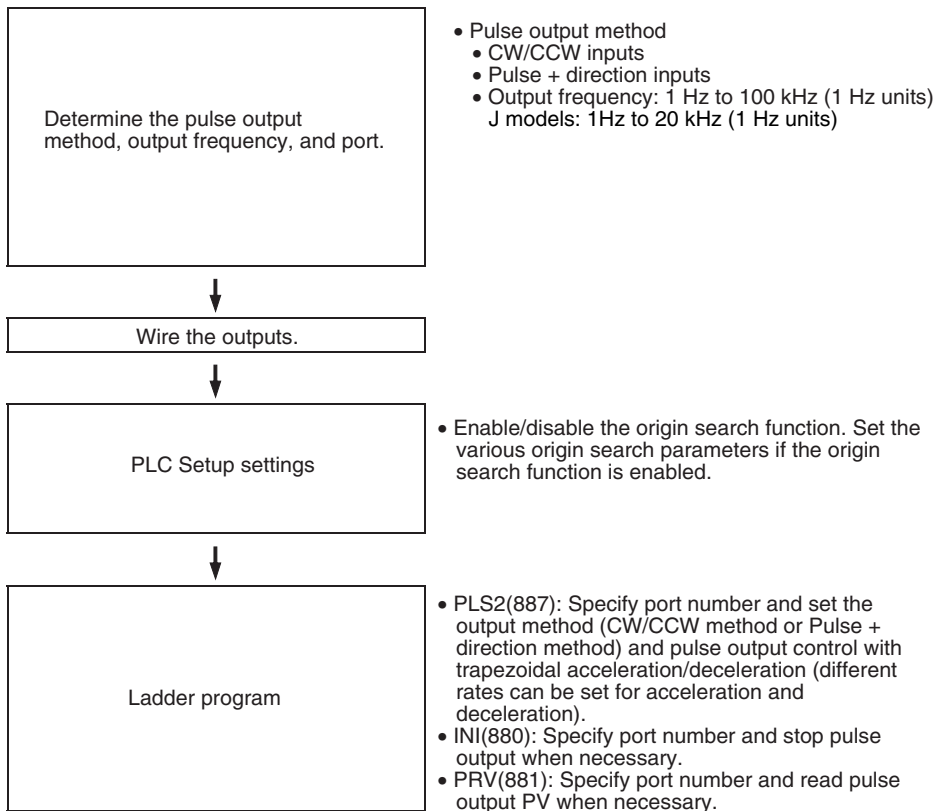 Determine the pulse output
method, output frequency, and port.
• Pulse output method
• CW/CCW inputs
• Pulse + direction inputs
• Output frequency: 1 Hz to 100 kHz (1 Hz units)
J models: 1Hz to 20 kHz (1 Hz units)
Wire the outputs.
PLC Setup settings
• Enable/disable the origin search function. Set the
various origin search parameters if the origin
search function is enabled.
Ladder program
• PLS2(887): Specify port number and set the
output method (CW/CCW method or Pulse +
direction method) and pulse output control with
trapezoidal acceleration/deceleration (different
rates can be set for acceleration and
deceleration).
• INI(880): Specify port number and stop pulse
output when necessary.
• PRV(881): Specify port number and read pulse
output PV when necessary.